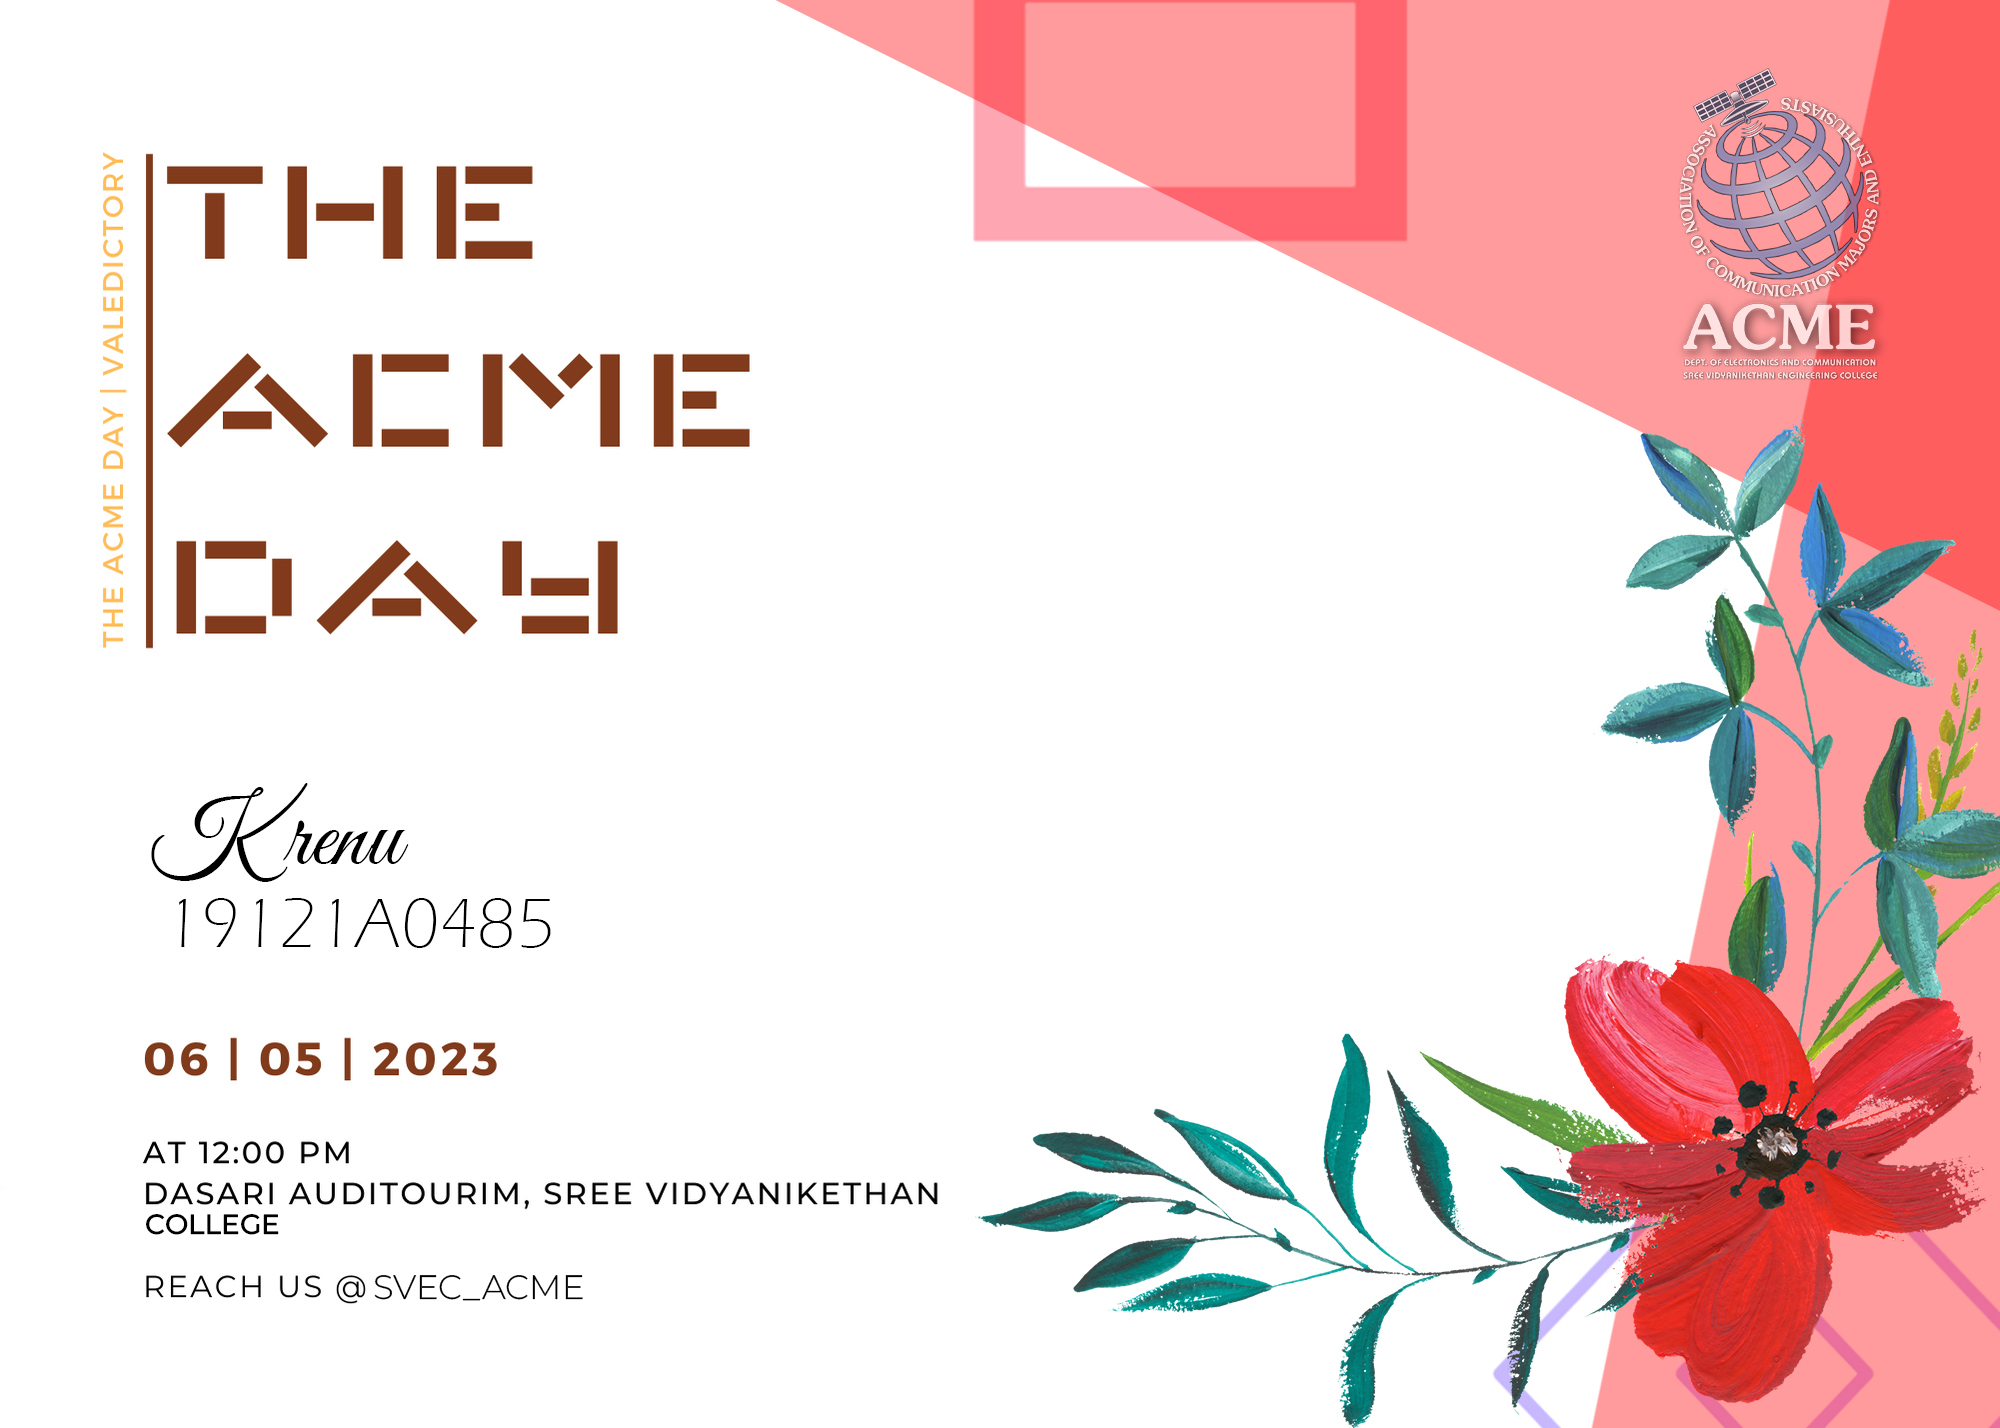 THE ACME DAY | VALEDICTORY
THE
ACME
DAY
ASSOCIATION OF COMMUNICATION MAJORS AND ENTHUSIASTS
ACME
DEPT. OF ELECTRONICS AND COMMUNICATION
SREE VIDYANIKETHAN ENGINEERING COLLEGE
Krenu
19121A0485
06 | 05 | 2023
AT 12:00 PM
DASARI AUDITOURIM, SREE VIDYANIKETHAN
COLLEGE
REACH US @SVEC_ACME